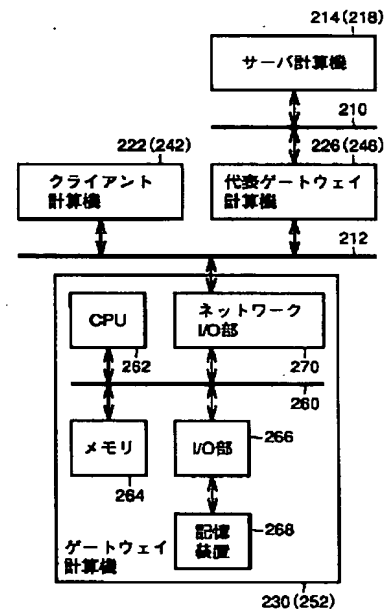 214(218)
サーバ計算機
210
222(242)
226(246)
クライアント
計算機
代表ゲートウェイ
計算機
212
CPU
ネットワーク
I/O部
262
270
260
メモリ
I/O部
266
264
記憶
装置
268
ゲートウェイ
計算機
230(252)